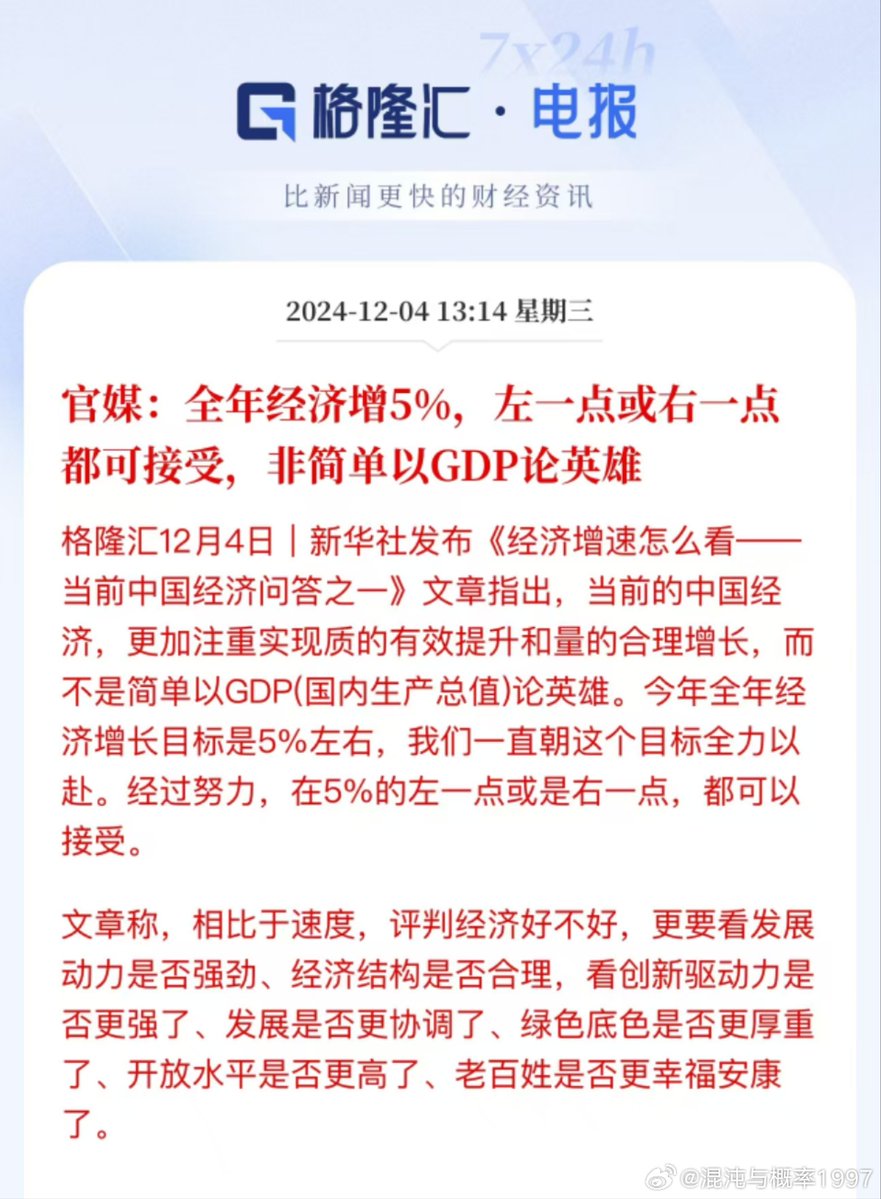 7x24h
格隆汇·电报
比新闻更快的财经资讯
2024-12-04 13:14 星期三
官媒：全年经济增5%，左一点或右一点
都可接受，非简单以GDP论英雄
格隆汇12月4日｜新华社发布《经济增速怎么看——
当前中国经济问答之一》文章指出，当前的中国经
济，更加注重实现质的有效提升和量的合理增长，而
不是简单以GDP(国内生产总值)论英雄。今年全年经
济增长目标是5%左右，我们一直朝这个目标全力以
赴。经过努力，在5%的左一点或是右一点，都可以
接受。
文章称，相比于速度，评判经济好不好，更要看发展
动力是否强劲、经济结构是否合理，看创新驱动力是
否更强了、发展是否更协调了、绿色底色是否更厚重
了、开放水平是否更高了、老百姓是否更幸福安康
了。
@混沌与概率1997